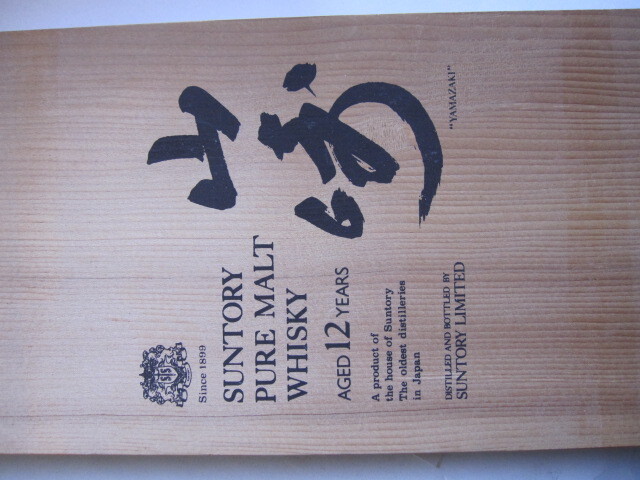 山崎
"YAMAZAKI"
Since 1899
SUNTORY
PURE MALT
WHISKY
AGED 12 YEARS
A product of
the house of Suntory
The oldest distilleries
in Japan
DISTILLED AND BOTTLED BY
SUNTORY LIMITED